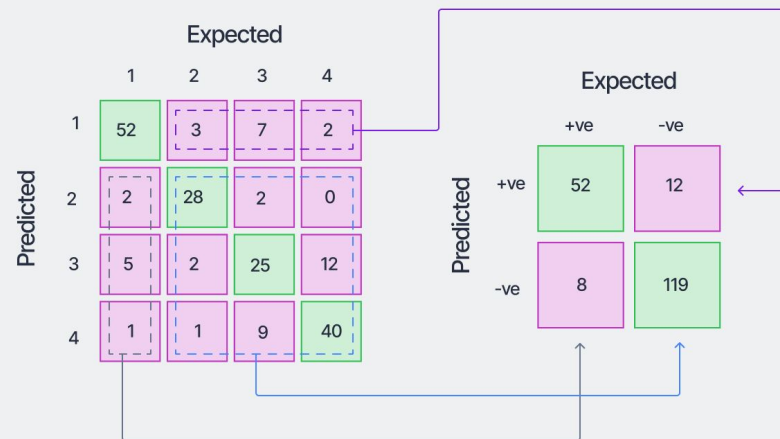 Expected
1 2 3 4
Predicted
1 52 3 7 2
2 2 28 2 0
3 5 2 25 12
4 1 1 9 40
Expected
+ve -ve
Predicted
+ve 52 12
-ve 8 119